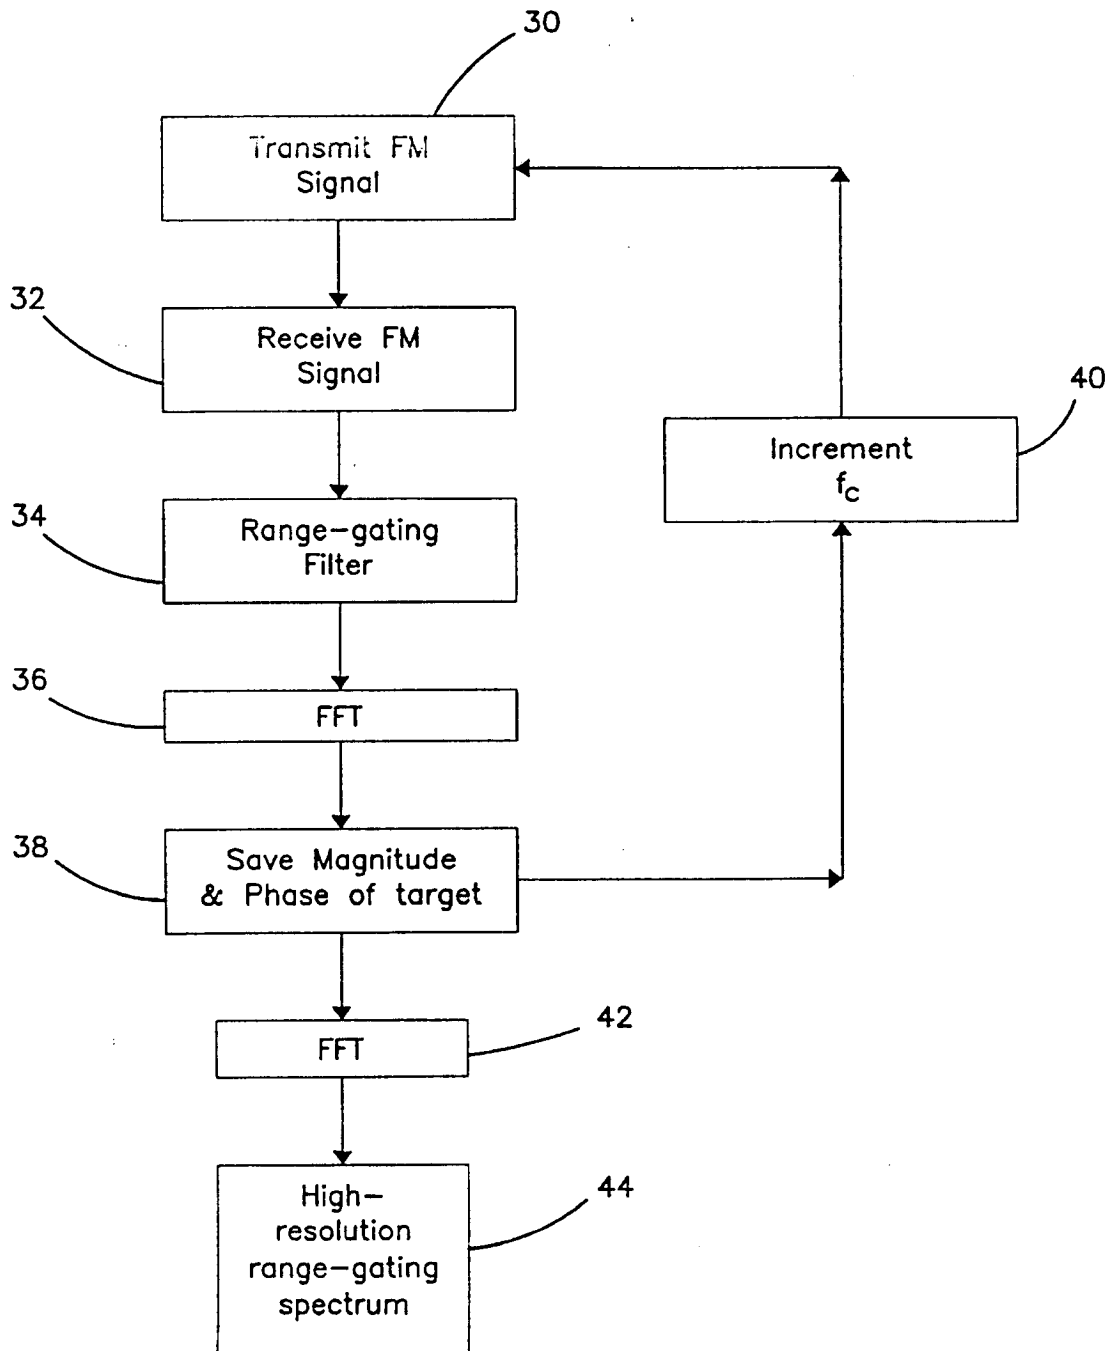 30
Transmit FM
Signal
32
Receive FM
Signal
40
Increment
fc
34
Range-gating
Filter
36
FFT
38
Save Magnitude
& Phase of target
42
FFT
44
High-
resolution
range-gating
spectrum